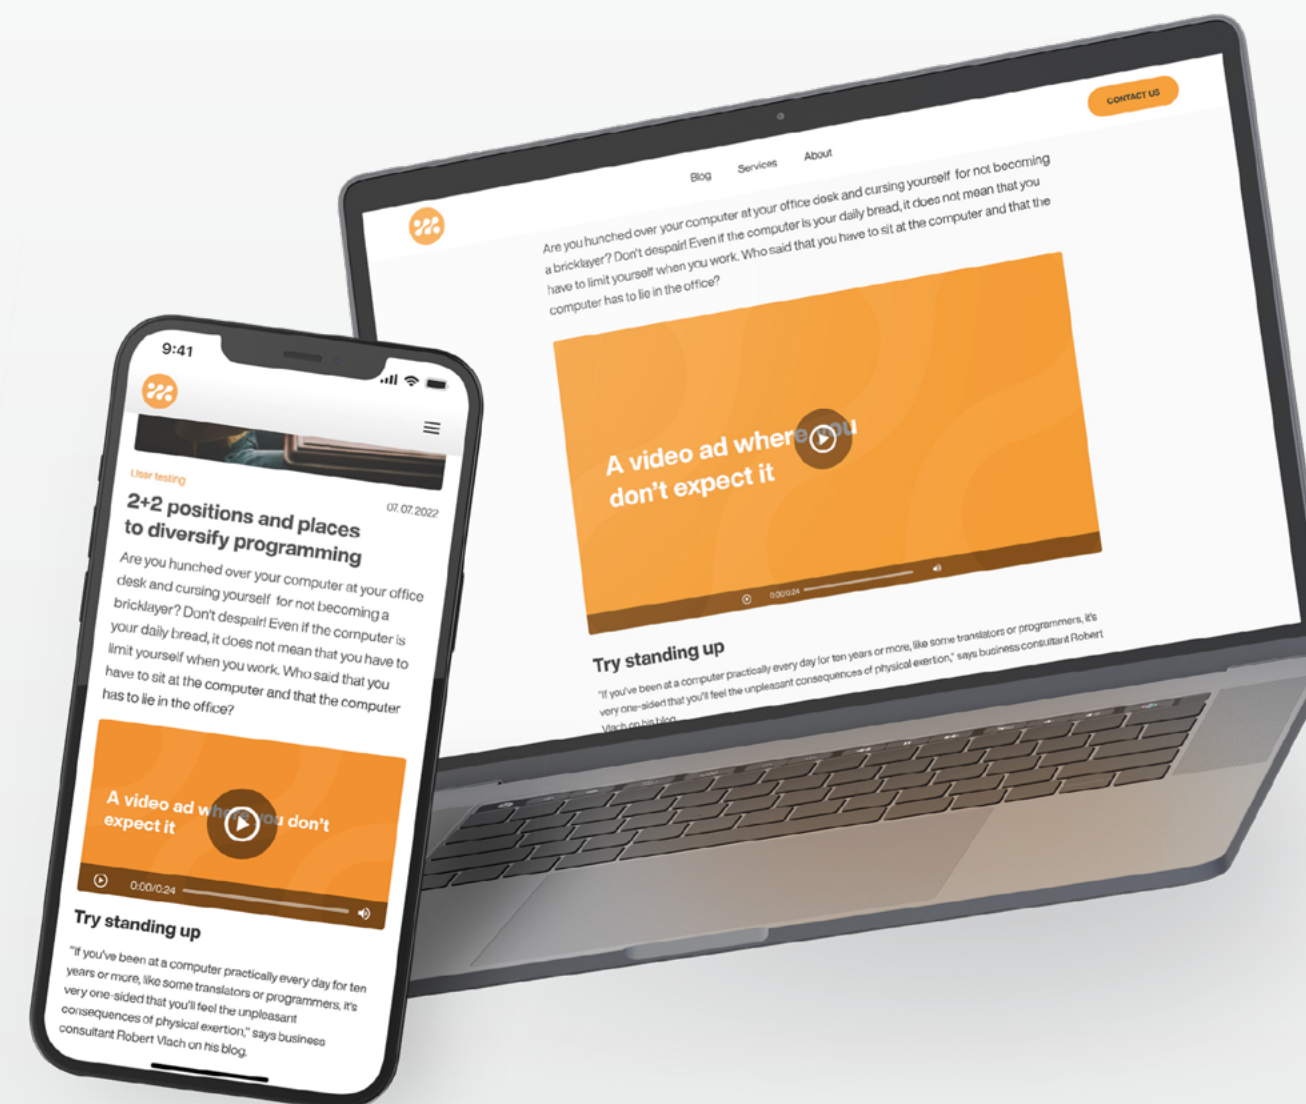 9:41
User testing
07. 07. 2022
2+2 positions and places
to diversify programming
Are you hunched over your computer at your office
desk and cursing yourself for not becoming a
bricklayer? Don't despair! Even if the computer is
your daily bread, it does not mean that you have to
limit yourself when you work. Who said that you
have to sit at the computer and that the computer
has to lie in the office?
A video ad where you don't
expect it
0:00/0:24
Try standing up
"If you've been at a computer practically every day for ten
years or more, like some translators or programmers, it's
very one-sided that you'll feel the unpleasant
consequences of physical exertion," says business
consultant Robert Vlach on his blog.
Blog Services About
CONTACT US
Are you hunched over your computer at your office desk and cursing yourself for not becoming
a bricklayer? Don't despair! Even if the computer is your daily bread, it does not mean that you
have to limit yourself when you work. Who said that you have to sit at the computer and that the
computer has to lie in the office?
A video ad where you
don't expect it
0:00/0:24
Try standing up
"If you've been at a computer practically every day for ten years or more, like some translators or programmers, it's
very one-sided that you'll feel the unpleasant consequences of physical exertion," says business consultant Robert
Vlach on his blog.